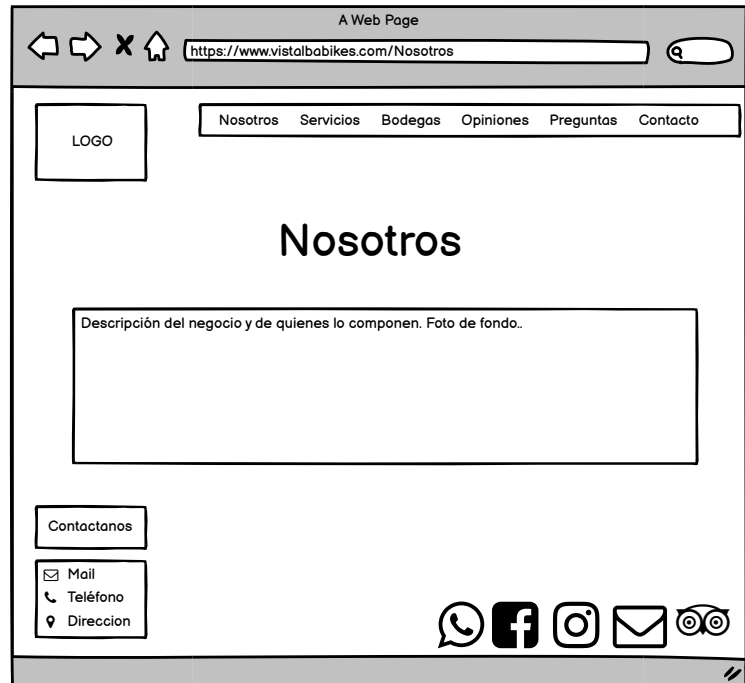 A Web Page
https://www.vistalbabikes.com/Nosotros
LOGO
Nosotros Servicios Bodegas Opiniones Preguntas Contacto
Nosotros
Descripción del negocio y de quienes lo componen. Foto de fondo..
Contactanos
Mail
Teléfono
Direccion